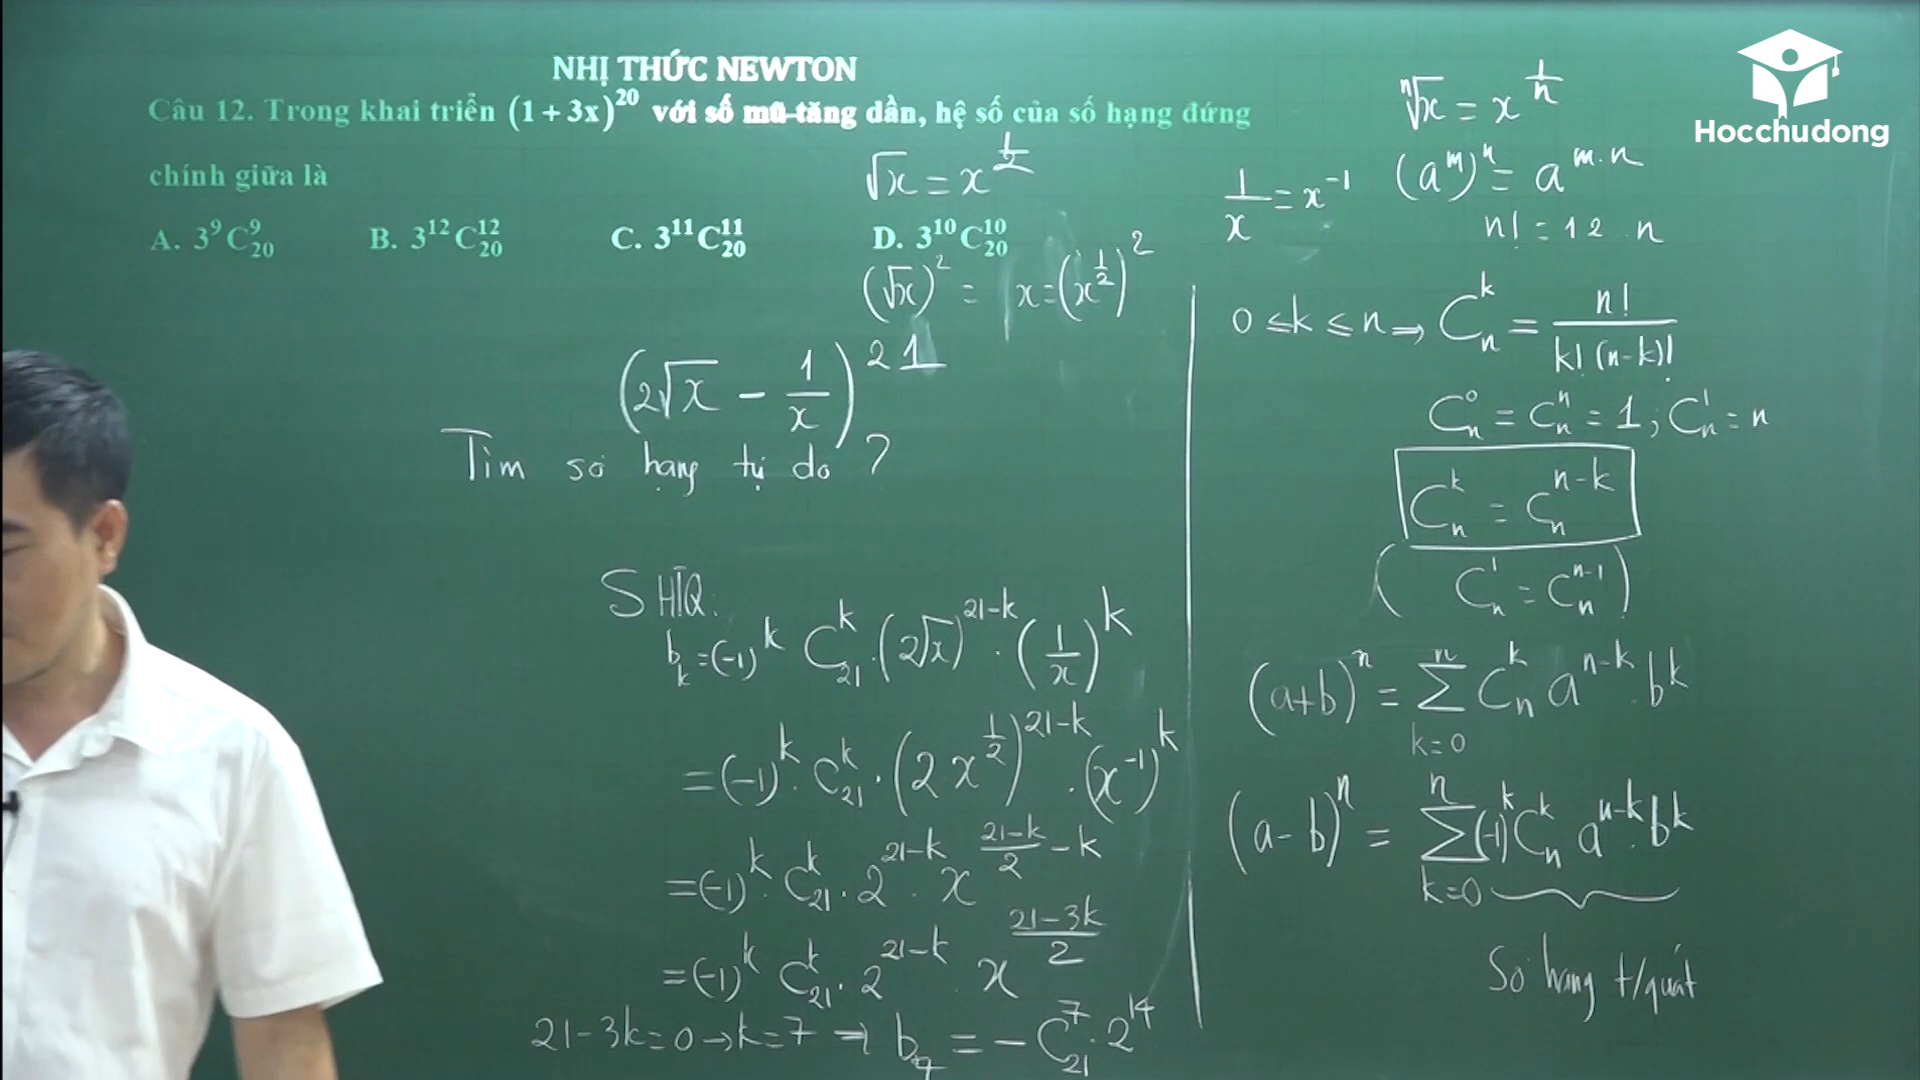 NHỊ THỨC NEWTON
Câu 12. Trong khai triển (1 + 3x)^20 với số mũ tăng dần, hệ số của số hạng đứng
chính giữa là
A. 3^9 C_20^9 B. 3^12 C_20^12 C. 3^11 C_20^11 D. 3^10 C_20^10
Hocchudong
√x = x^(1/2)
(√x)^2 = x = (x^(1/2))^2
(2√x - 1/x)^21
Tìm số hạng tự do ?
SHTQ:
b_k = (-1)^k C_21^k . (2√x)^(21-k) . (1/x)^k
= (-1)^k . C_21^k . (2x^(1/2))^(21-k) . (x^(-1))^k
= (-1)^k . C_21^k . 2^(21-k) . x^((21-k)/2 - k)
= (-1)^k C_21^k . 2^(21-k) x^((21-3k)/2)
21-3k = 0 → k = 7 → b_7 = - C_21^7 . 2^14
ⁿ√x = x^(1/n)
1/x = x^(-1) (a^m)^n = a^(m.n)
n! = 1 2 .. n
0 ≤ k ≤ n ⇒ C_n^k = n!/(k! (n-k)!)
C_n^0 = C_n^n = 1 ; C_n^1 = n
C_n^k = C_n^(n-k)
( C_n^1 = C_n^(n-1) )
(a+b)^n = ∑_(k=0)^n C_n^k a^(n-k) . b^k
(a-b)^n = ∑_(k=0)^n (-1)^k C_n^k a^(n-k) . b^k
Số hạng t/quát